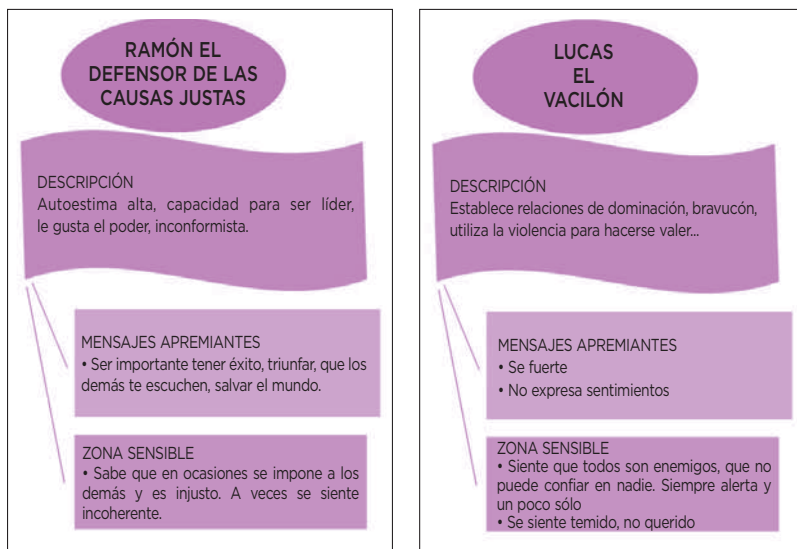 RAMÓN EL
DEFENSOR DE LAS
CAUSAS JUSTAS
DESCRIPCIÓN
Autoestima alta, capacidad para ser líder,
le gusta el poder, inconformista.
MENSAJES APREMIANTES
• Ser importante tener éxito, triunfar, que los
demás te escuchen, salvar el mundo.
ZONA SENSIBLE
• Sabe que en ocasiones se impone a los
demás y es injusto. A veces se siente
incoherente.
LUCAS
EL
VACILÓN
DESCRIPCIÓN
Establece relaciones de dominación, bravucón,
utiliza la violencia para hacerse valer...
MENSAJES APREMIANTES
• Se fuerte
• No expresa sentimientos
ZONA SENSIBLE
• Siente que todos son enemigos, que no
puede confiar en nadie. Siempre alerta y
un poco sólo
• Se siente temido, no querido